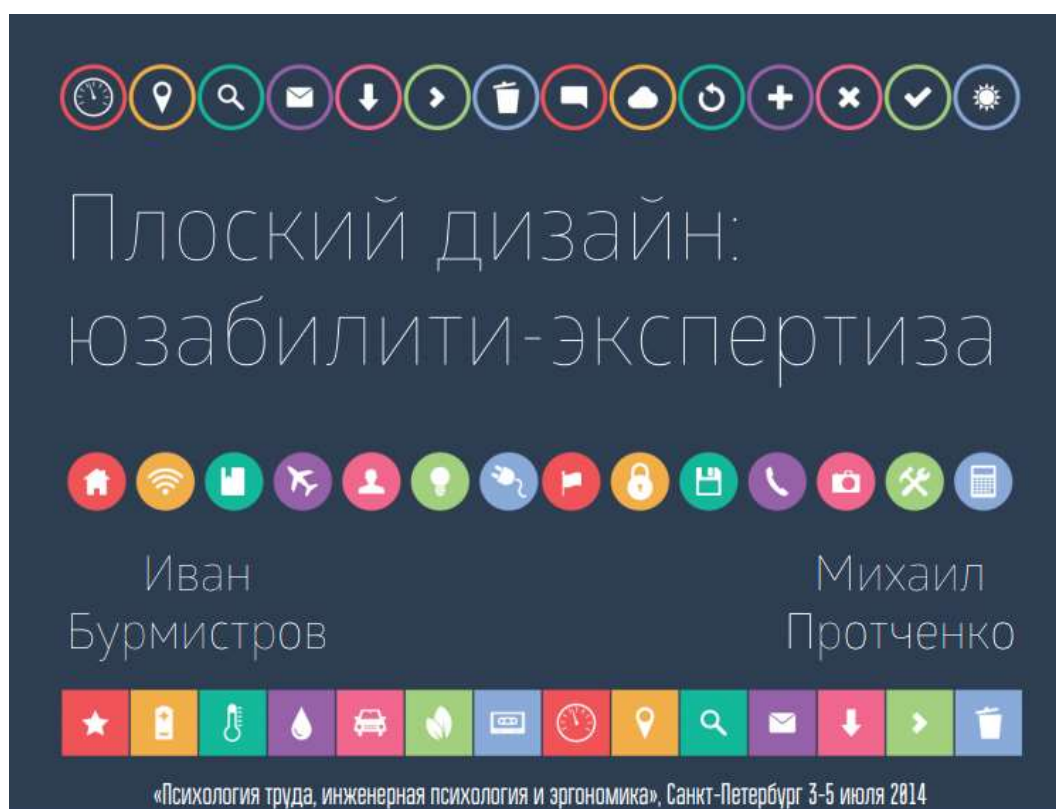 Плоский дизайн:
юзабилити-экспертиза
Иван
Бурмистров
Михаил
Протченко
«Психология труда, инженерная психология и эргономика», Санкт-Петербург 3-5 июля 2014